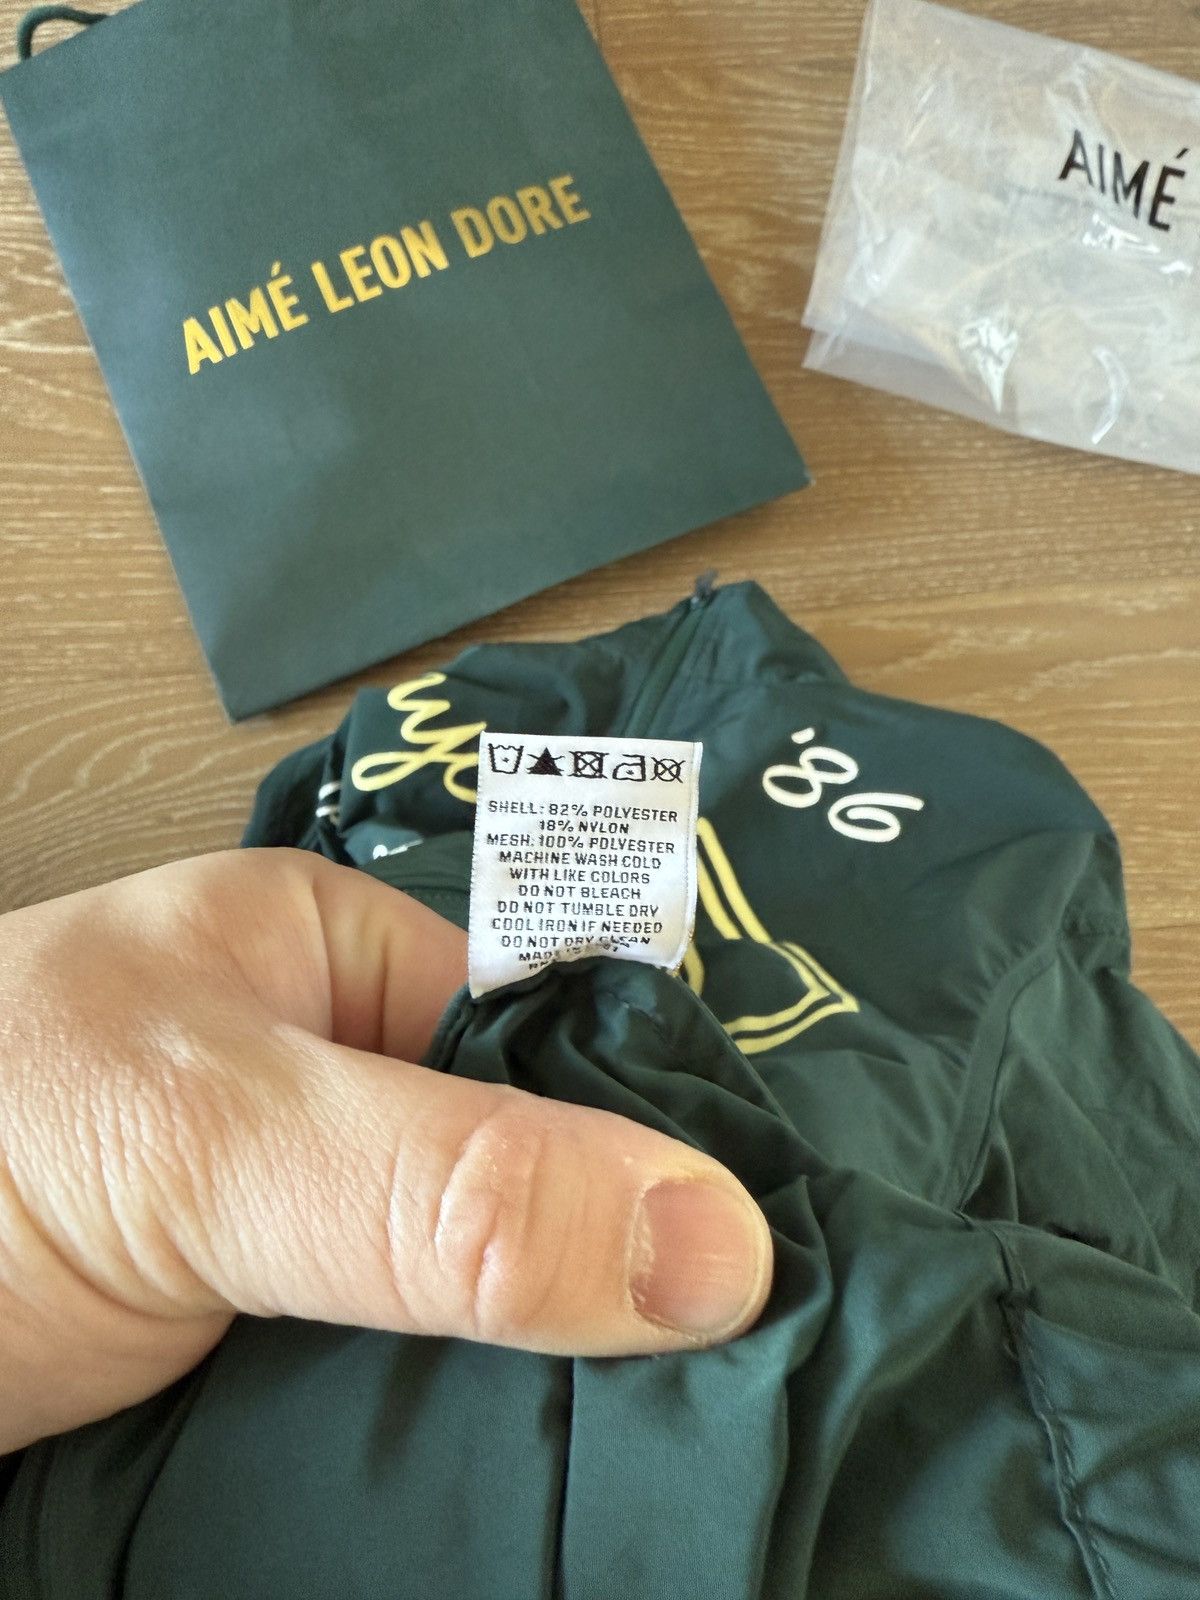 AIMÉ LEON DORE
AIMÉ
'86
SHELL: 82% POLYESTER
18% NYLON
MESH: 100% POLYESTER
MACHINE WASH COLD
WITH LIKE COLORS
DO NOT BLEACH
DO NOT TUMBLE DRY
COOL IRON IF NEEDED
DO NOT DRY CLEAN